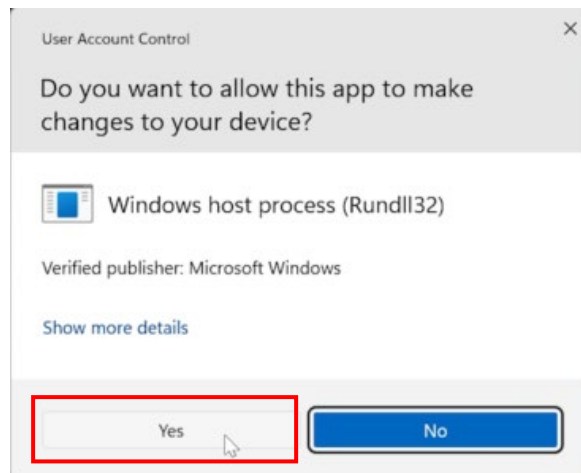 User Account Control
Do you want to allow this app to make
changes to your device?
Windows host process (Rundll32)
Verified publisher: Microsoft Windows
Show more details
Yes
No